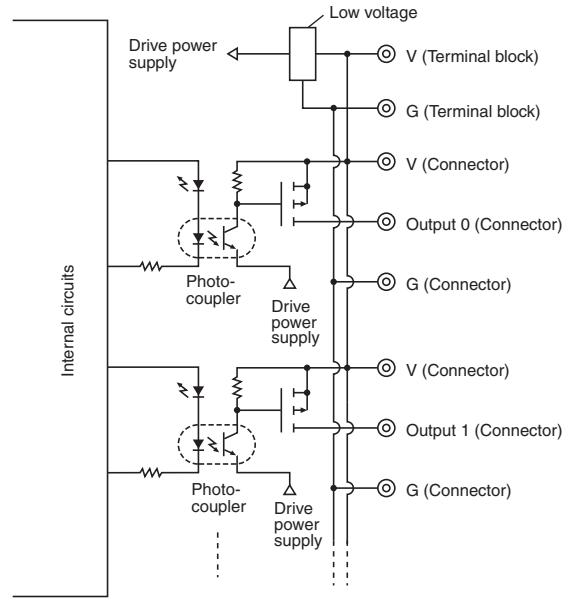 Low voltage
Drive power
supply
V (Terminal block)
G (Terminal block)
V (Connector)
Output 0 (Connector)
Photo-
coupler
G (Connector)
Drive
power
supply
Internal circuits
V (Connector)
Output 1 (Connector)
Photo-
coupler
G (Connector)
Drive
power
supply